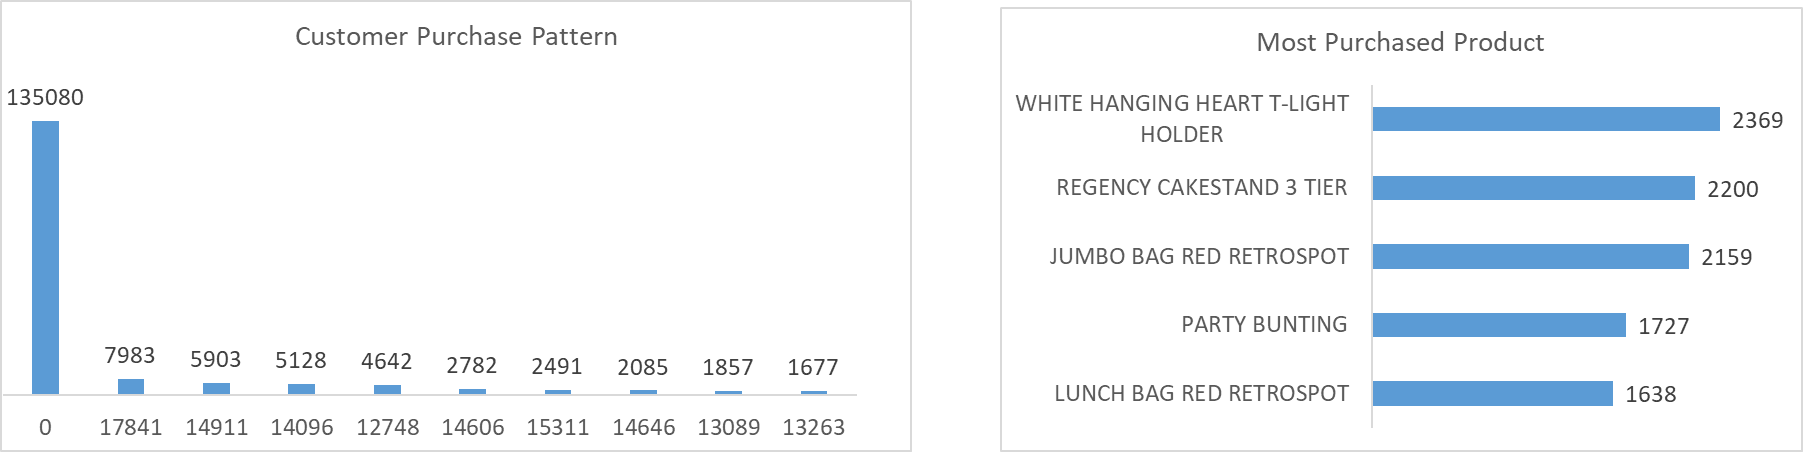 Customer Purchase Pattern
135080
7983 5903 5128 4642 2782 2491 2085 1857 1677
0 17841 14911 14096 12748 14606 15311 14646 13089 13263
Most Purchased Product
WHITE HANGING HEART T-LIGHT
HOLDER
2369
REGENCY CAKESTAND 3 TIER 2200
JUMBO BAG RED RETROSPOT 2159
PARTY BUNTING 1727
LUNCH BAG RED RETROSPOT 1638